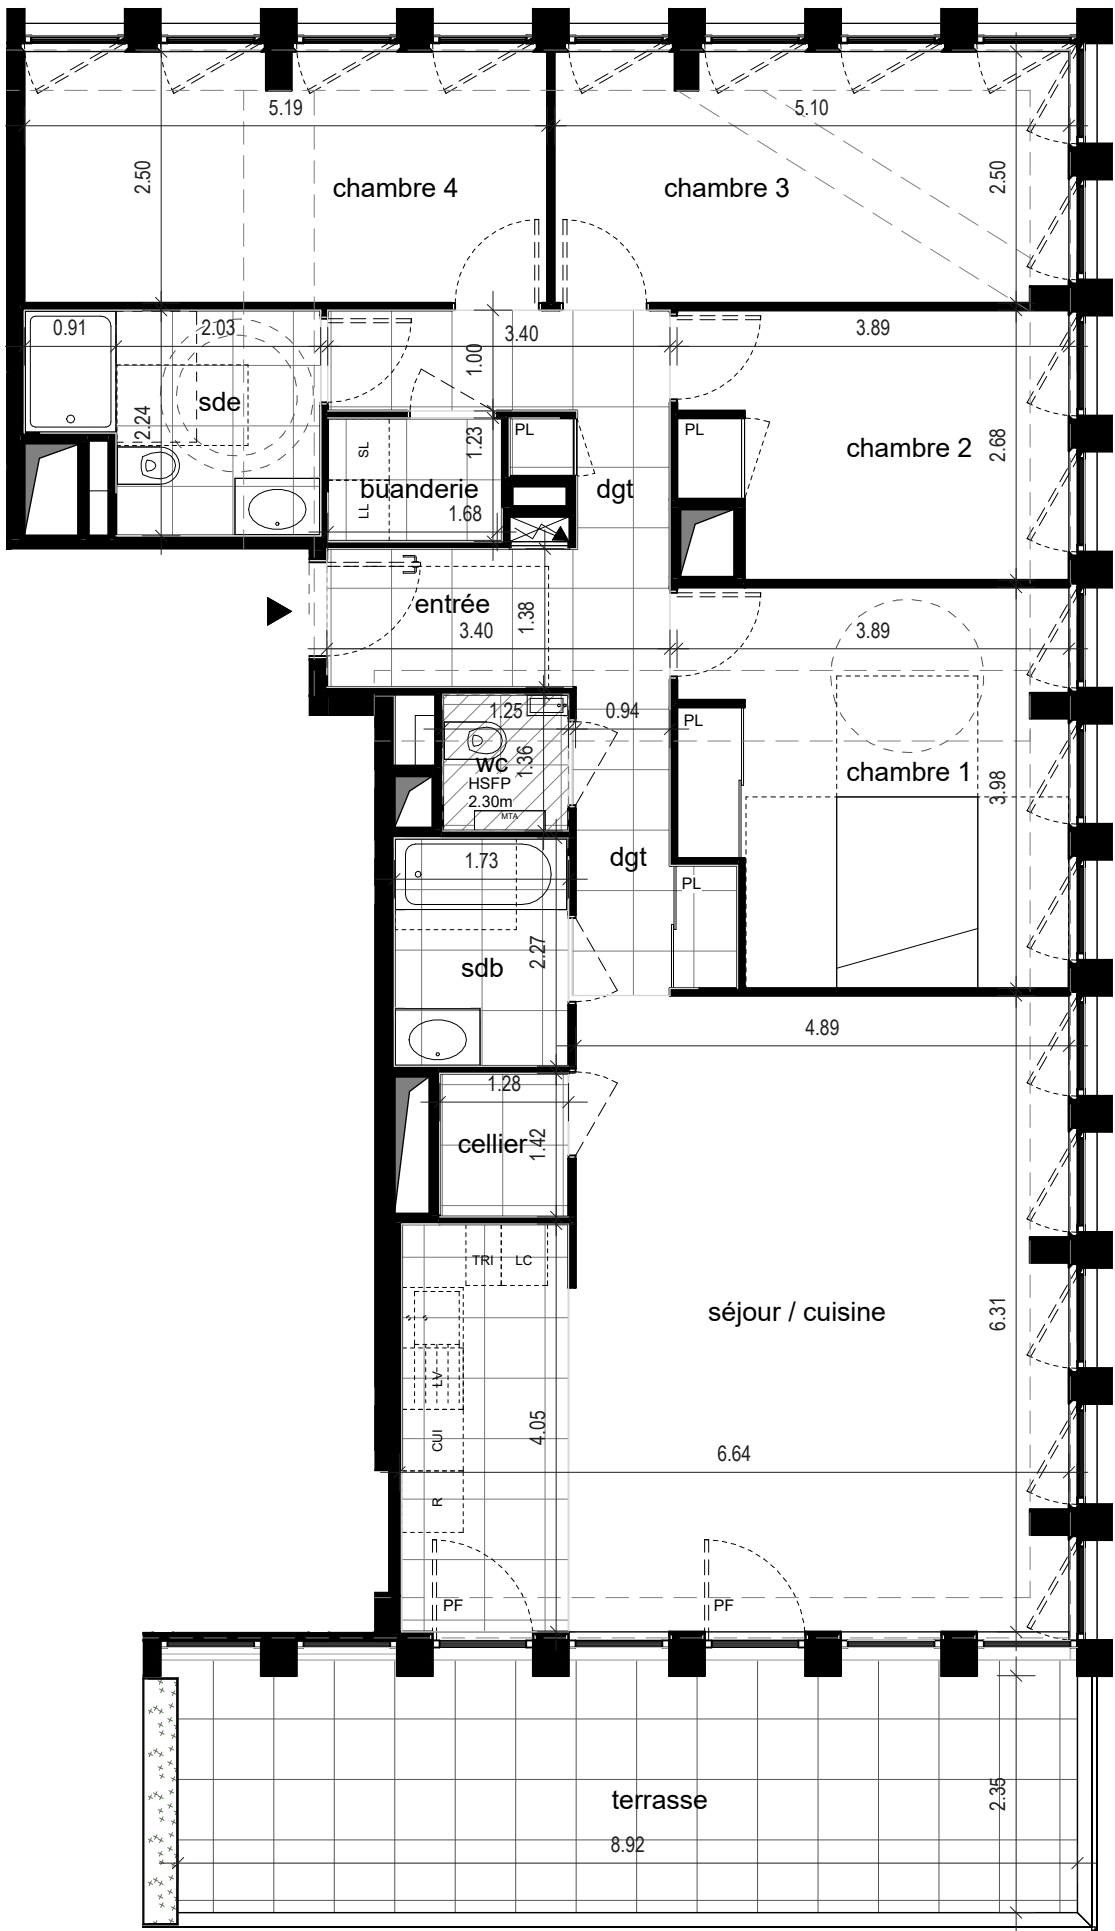 5.19
5.10
2.50
chambre 4
chambre 3
2.50
0.91
2.03
3.40
3.89
1.00
sde
2.24
PL
SL
1.23
PL
chambre 2
2.68
buanderie
dgt
LL
1.68
entrée
1.38
3.40
3.89
1.25
0.94
PL
WC
1.36
HSFP
2.30m
MTA
chambre 1
3.98
1.73
dgt
PL
sdb
2.27
4.89
1.28
cellier
1.42
TRI
LC
séjour / cuisine
6.31
LV
CUI
4.05
6.64
R
PF
PF
terrasse
2.35
8.92